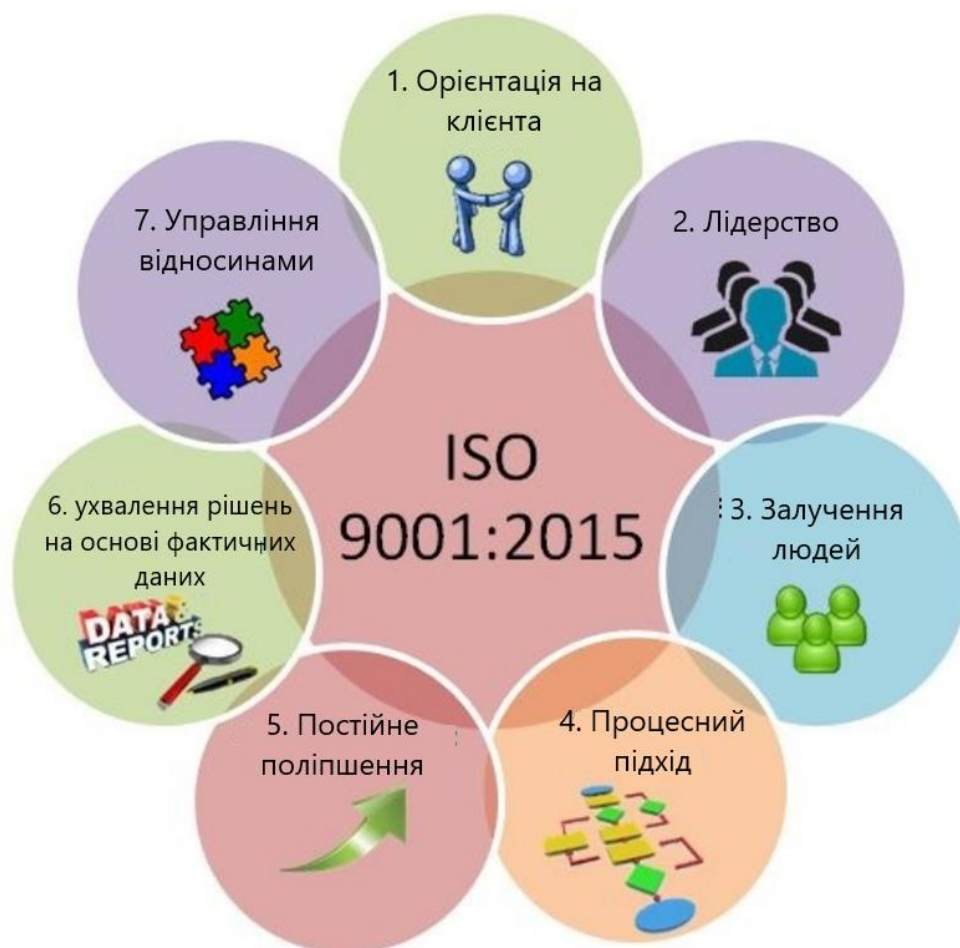 1. Орієнтація на
клієнта
2. Лідерство
3. Залучення
людей
4. Процесний
підхід
5. Постійне
поліпшення
6. ухвалення рішень
на основі фактичних
даних
DATA &
REPORTS
7. Управління
відносинами
ISO
9001:2015